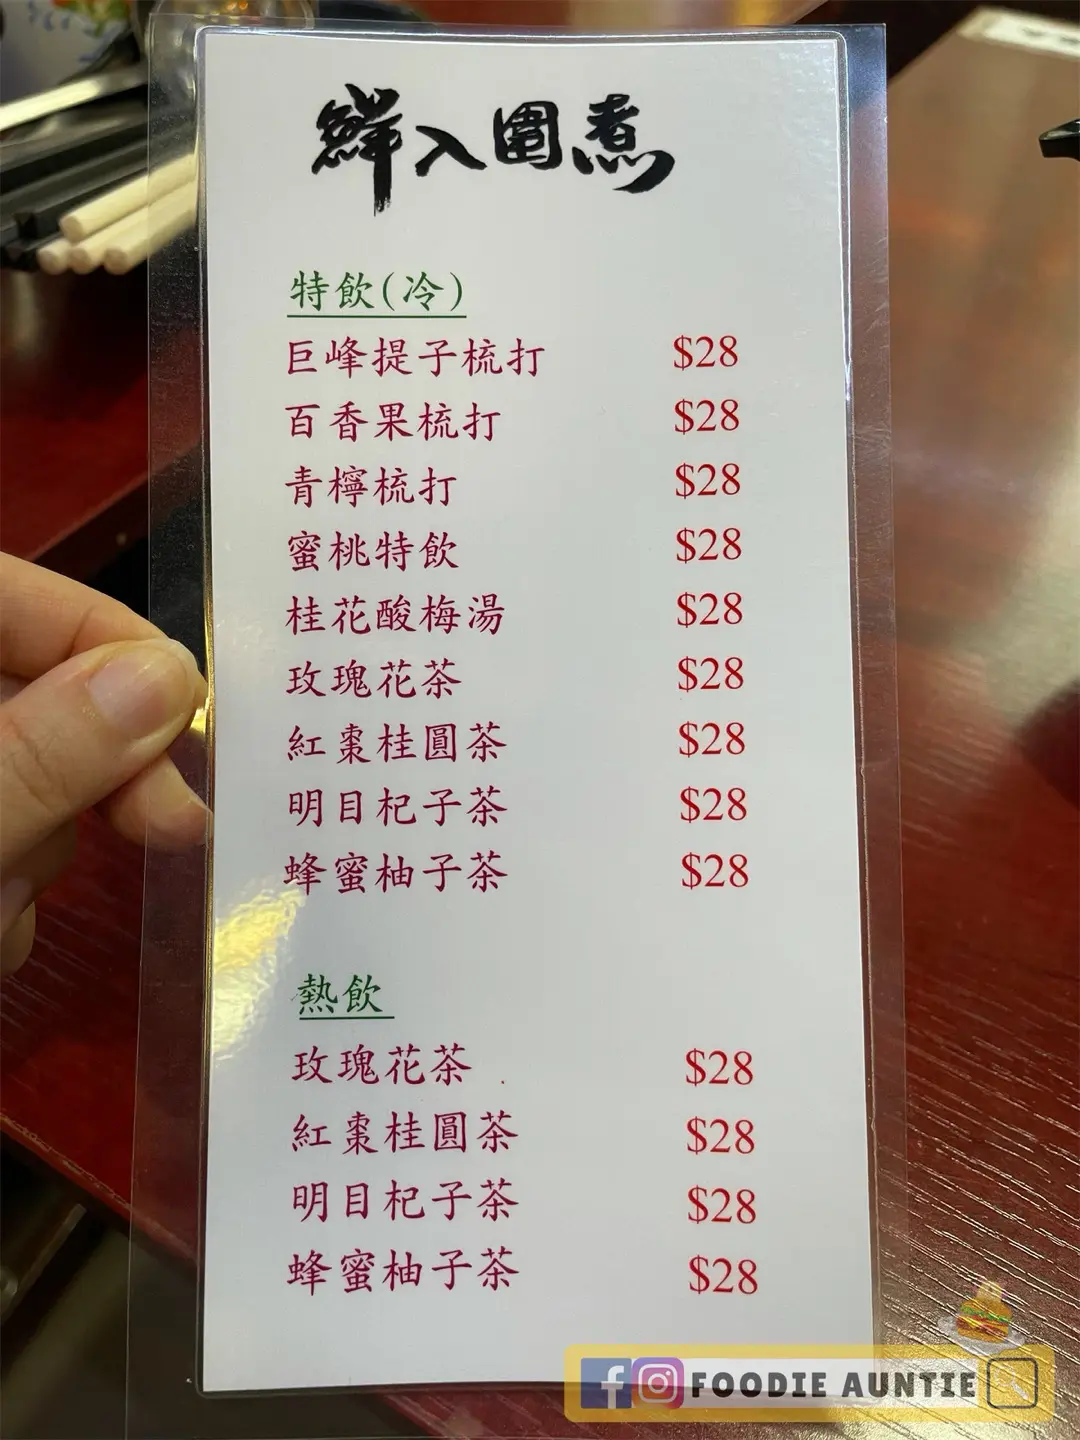 鮮入圍煮
特飲(冷)
巨峰提子梳打 $28
百香果梳打 $28
青檸梳打 $28
蜜桃特飲 $28
桂花酸梅湯 $28
玫瑰花茶 $28
紅棗桂圓茶 $28
明目杞子茶 $28
蜂蜜柚子茶 $28
熱飲
玫瑰花茶 $28
紅棗桂圓茶 $28
明目杞子茶 $28
蜂蜜柚子茶 $28
FOODIE AUNTIE